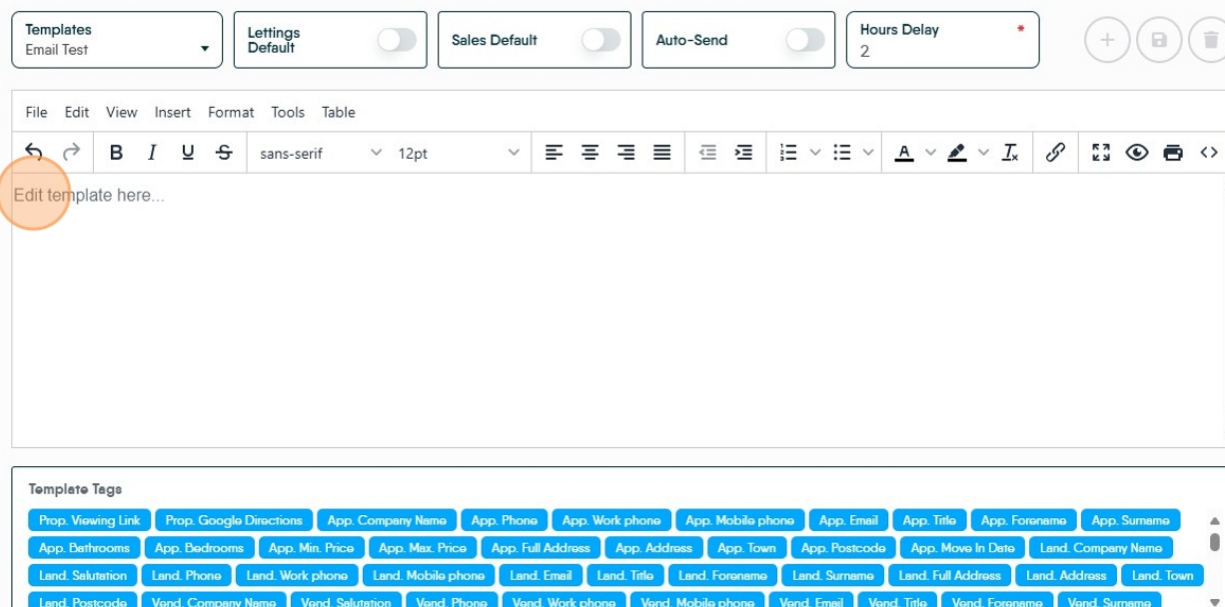 Templates
Email Test
Lettings
Default
Sales Default
Auto-Send
Hours Delay *
2
File Edit View Insert Format Tools Table
B I U S sans-serif 12pt A
Edit template here...
Template Tags
Prop. Viewing Link Prop. Google Directions App. Company Name App. Phone App. Work phone App. Mobile phone App. Email App. Title App. Forename App. Surname
App. Bathrooms App. Bedrooms App. Min. Price App. Max. Price App. Full Address App. Address App. Town App. Postcode App. Move In Date Land. Company Name
Land. Salutation Land. Phone Land. Work phone Land. Mobile phone Land. Email Land. Title Land. Forename Land. Surname Land. Full Address Land. Address Land. Town
Land. Postcode Vend. Company Name Vend. Salutation Vend. Phone Vend. Work phone Vend. Mobile phone Vend. Email Vend. Title Vend. Forename Vend. Surname